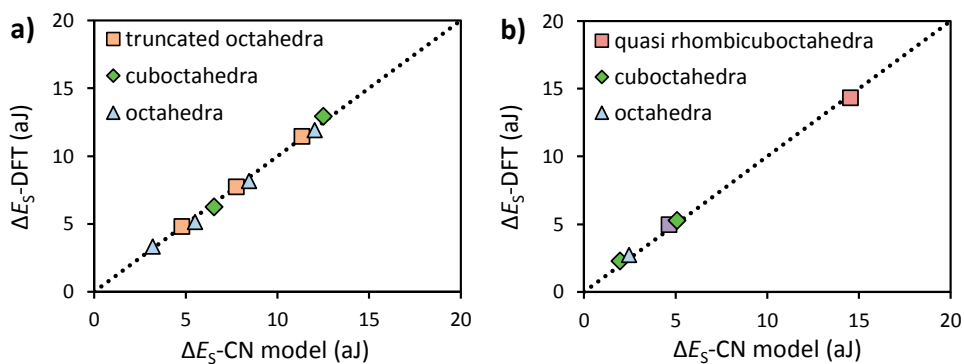 a)
20
15
10
5
0
ΔES-DFT (aJ)
truncated octahedra
cuboctahedra
octahedra
0 5 10 15 20
ΔES-CN model (aJ)
b)
20
15
10
5
0
ΔES-DFT (aJ)
quasi rhombicuboctahedra
cuboctahedra
octahedra
0 5 10 15 20
ΔES-CN model (aJ)